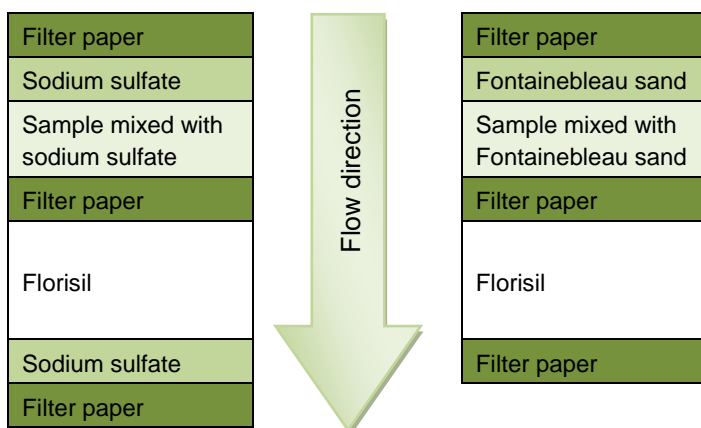 Filter paper
Sodium sulfate
Sample mixed with
sodium sulfate
Filter paper
Florisil
Sodium sulfate
Filter paper
Flow direction
Filter paper
Fontainebleau sand
Sample mixed with
Fontainebleau sand
Filter paper
Florisil
Filter paper